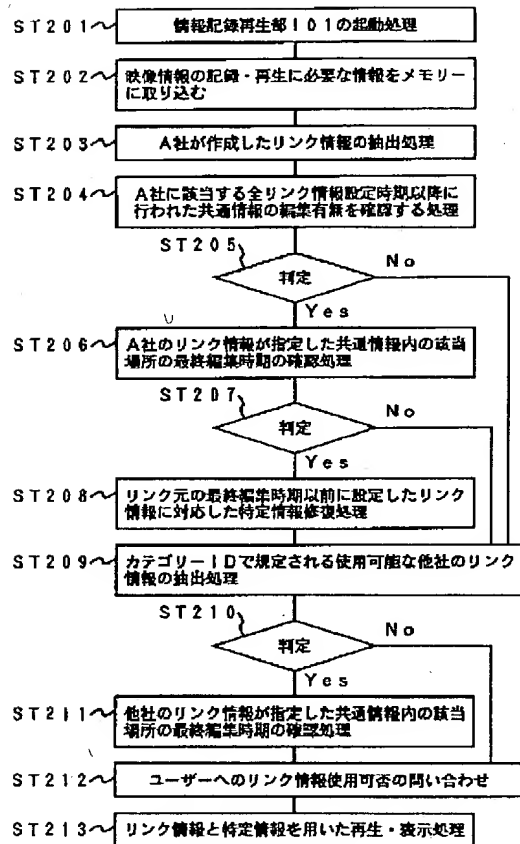 ST201 情報記録再生部101の起動処理
ST202 映像情報の記録・再生に必要な情報をメモリー
に取り込む
ST203 A社が作成したリンク情報の抽出処理
ST204 A社に該当する全リンク情報設定時期以降に
行われた共通情報の編集有無を確認する処理
ST205
判定 No
Yes
ST206 A社のリンク情報が指定した共通情報内の該当
場所の最終編集時期の確認処理
ST207
判定 No
Yes
ST208 リンク元の最終編集時期以前に設定したリンク
情報に対応した特定情報修復処理
ST209 カテゴリーIDで規定される使用可能な他社のリンク
情報の抽出処理
ST210
判定 No
Yes
ST211 他社のリンク情報が指定した共通情報内の該当
場所の最終編集時期の確認処理
ST212 ユーザーへのリンク情報使用可否の問い合わせ
ST213 リンク情報と特定情報を用いた再生・表示処理